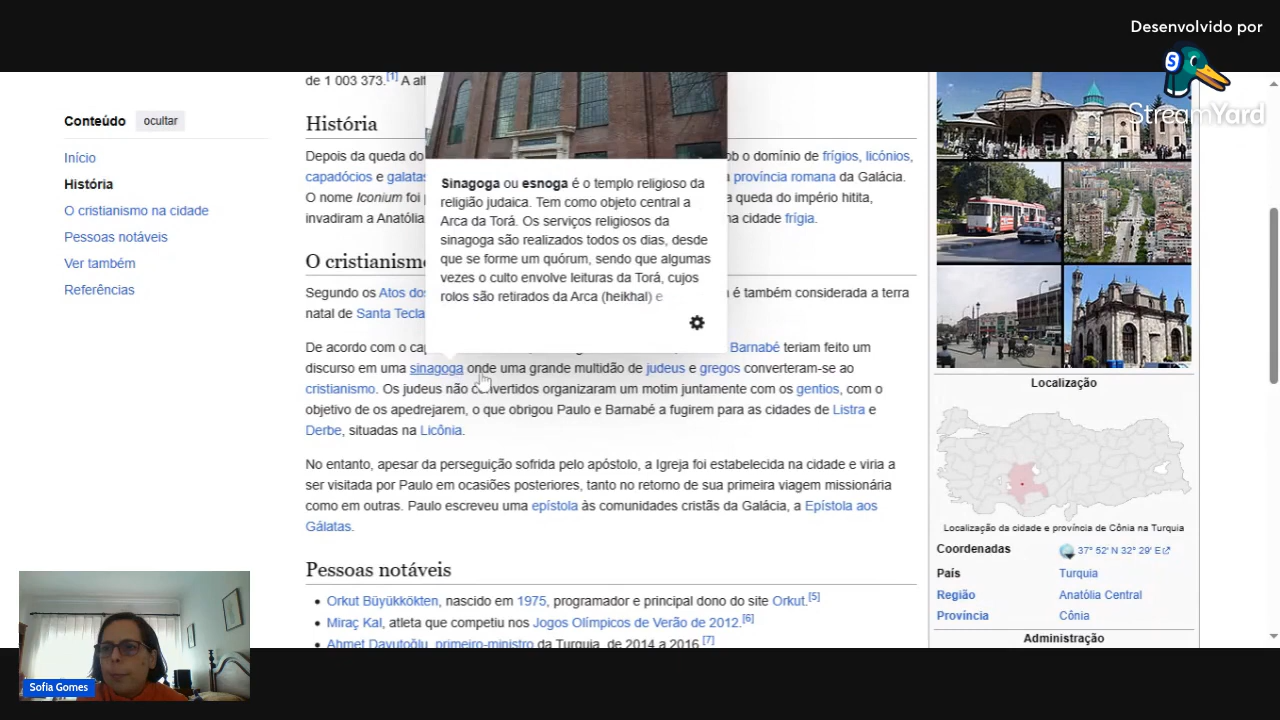 Desenvolvido por
StreamYard
Conteúdo ocultar
Início
História
O cristianismo na cidade
Pessoas notáveis
Ver também
Referências
de 1 003 373.[1] A
História
Depois da queda do
ob o domínio de frígios, licónios,
capadócios e galatas
província romana da Galácia.
O nome Iconium foi
a queda do império hitita,
invadiram a Anatólia
na cidade frígia.
Sinagoga ou esnoga é o templo religioso da
religião judaica. Tem como objeto central a
Arca da Torá. Os serviços religiosos da
sinagoga são realizados todos os dias, desde
que se forme um quórum, sendo que algumas
vezes o culto envolve leituras da Torá, cujos
rolos são retirados da Arca (heikhal) e
O cristianismo
Segundo os Atos dos
é também considerada a terra
natal de Santa Tecla
De acordo com o cap
Barnabé teriam feito um
discurso em uma sinagoga onde uma grande multidão de judeus e gregos converteram-se ao
cristianismo. Os judeus não convertidos organizaram um motim juntamente com os gentios, com o
objetivo de os apedrejarem, o que obrigou Paulo e Barnabé a fugirem para as cidades de Listra e
Derbe, situadas na Licônia.
No entanto, apesar da perseguição sofrida pelo apóstolo, a Igreja foi estabelecida na cidade e viria a
ser visitada por Paulo em ocasiões posteriores, tanto no retorno de sua primeira viagem missionária
como em outras. Paulo escreveu uma epístola às comunidades cristãs da Galácia, a Epístola aos
Gálatas.
Pessoas notáveis
• Orkut Büyükkökten, nascido em 1975, programador e principal dono do site Orkut.[5]
• Miraç Kal, atleta que competiu nos Jogos Olímpicos de Verão de 2012.[6]
• Ahmet Davutoğlu, primeiro-ministro da Turquia, de 2014 a 2016.[7]
Localização
Localização da cidade e província de Cônia na Turquia
Coordenadas 37° 52' N 32° 29' E
País Turquia
Região Anatólia Central
Província Cônia
Administração
Sofia Gomes